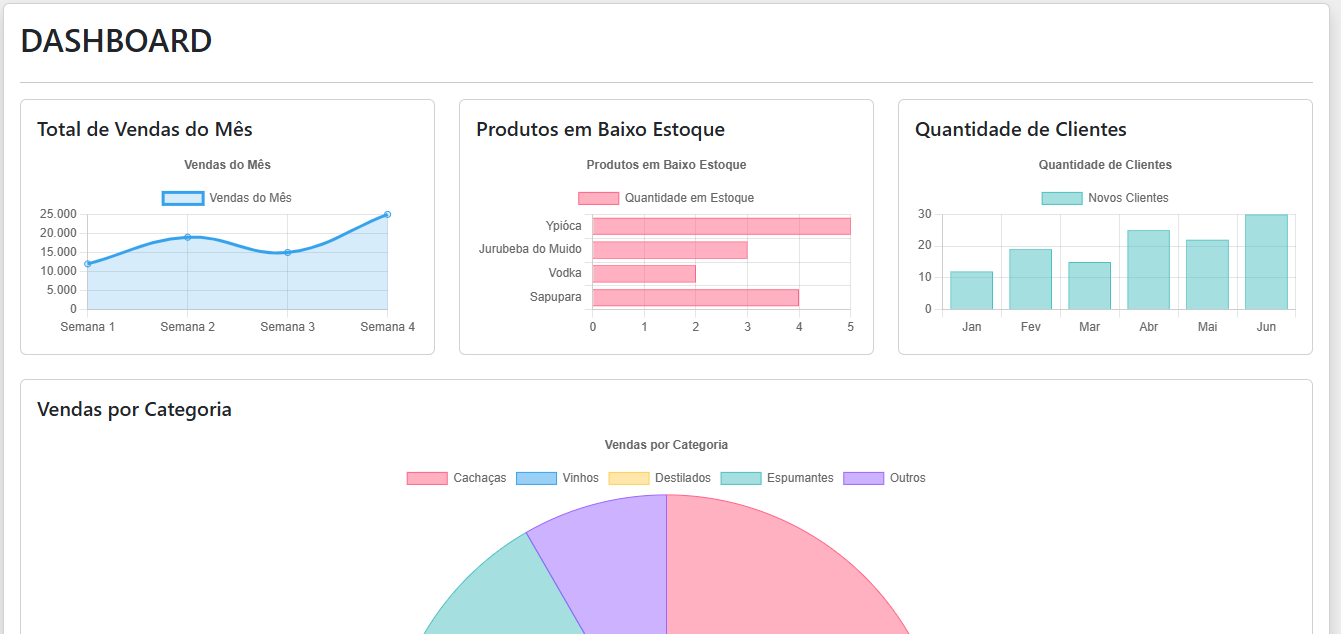 DASHBOARD
Total de Vendas do Mês
Vendas do Mês
Vendas do Mês
25.000
20.000
15.000
10.000
5.000
0
Semana 1 Semana 2 Semana 3 Semana 4
Produtos em Baixo Estoque
Produtos em Baixo Estoque
Quantidade em Estoque
Ypióca
Jurubeba do Muido
Vodka
Sapupara
0 1 2 3 4 5
Quantidade de Clientes
Quantidade de Clientes
Novos Clientes
30
20
10
0
Jan Fev Mar Abr Mai Jun
Vendas por Categoria
Vendas por Categoria
Cachaças Vinhos Destilados Espumantes Outros